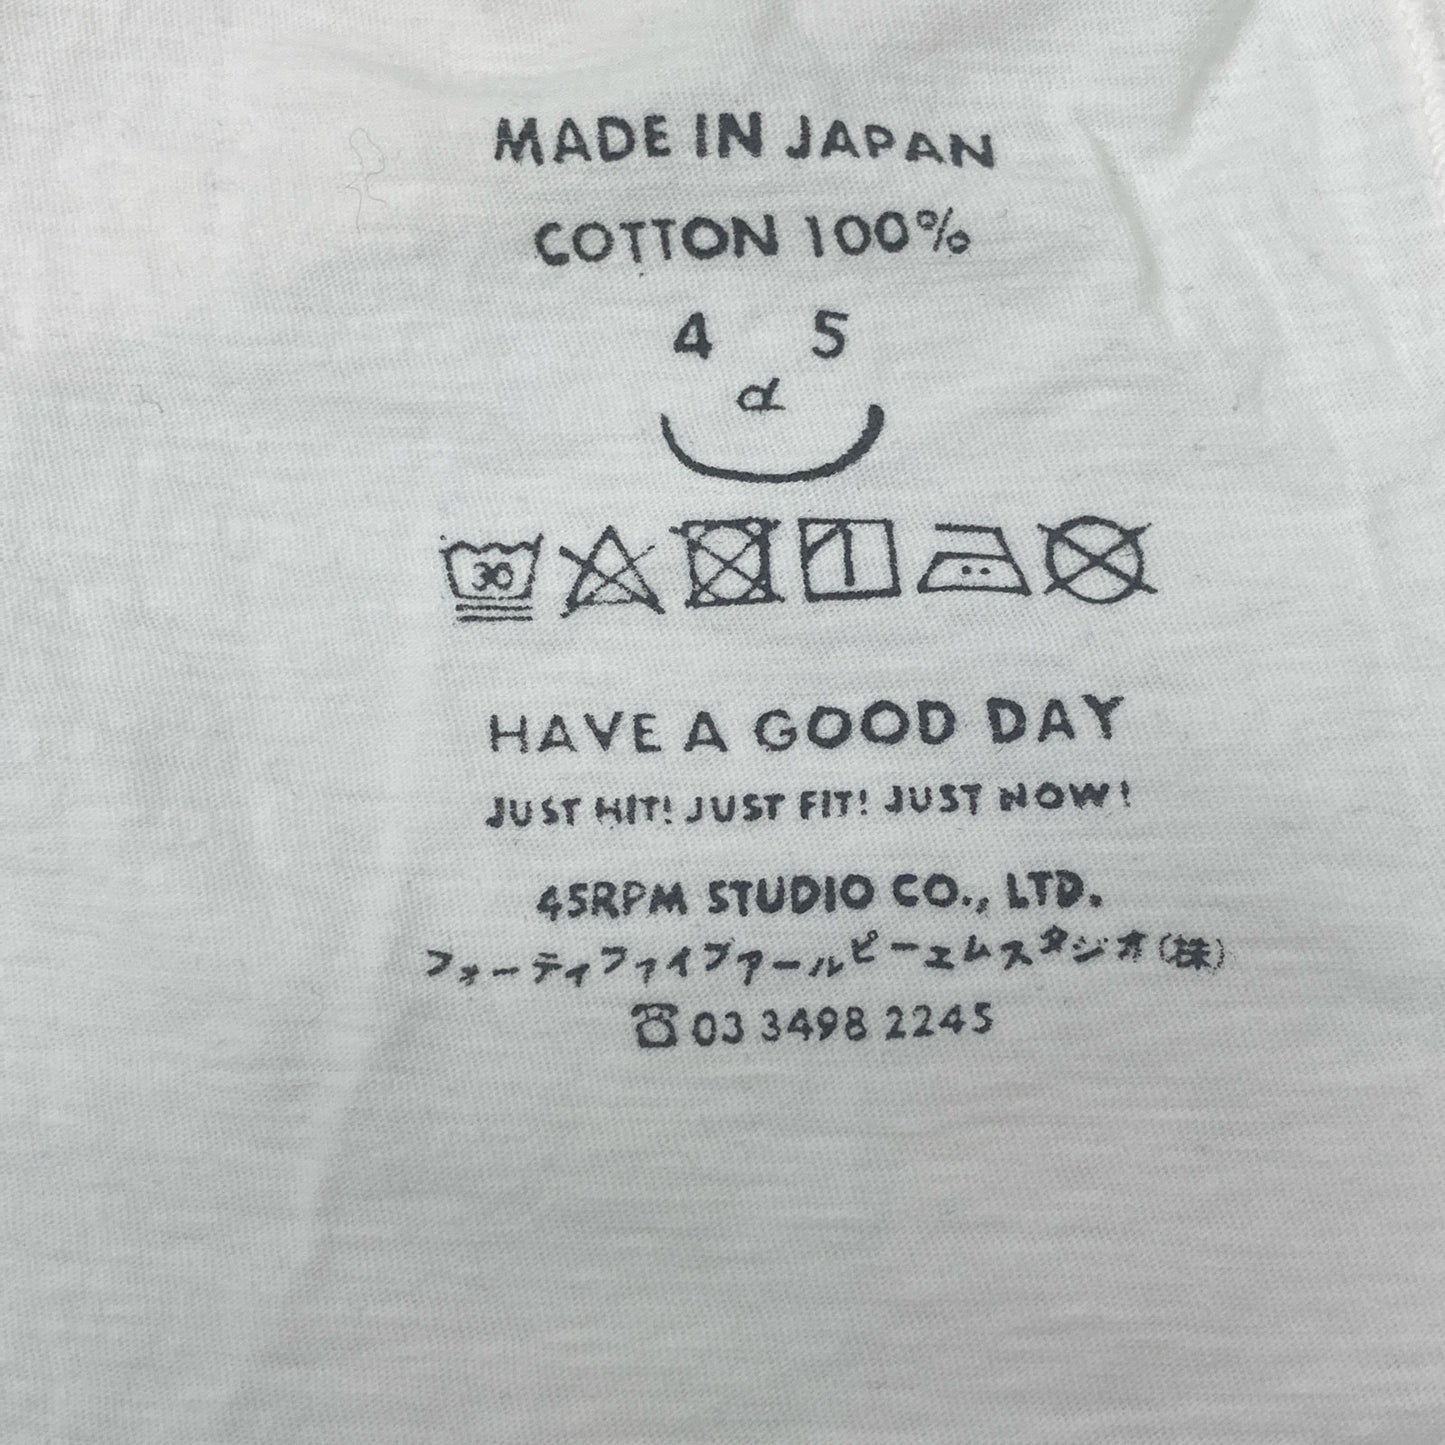 MADE IN JAPAN
COTTON 100%
4 5
α
30
HAVE A GOOD DAY
JUST HIT! JUST FIT! JUST NOW!
45RPM STUDIO CO., LTD.
フォーティファイブアールピーエムスタジオ(株)
☎03 3498 2245